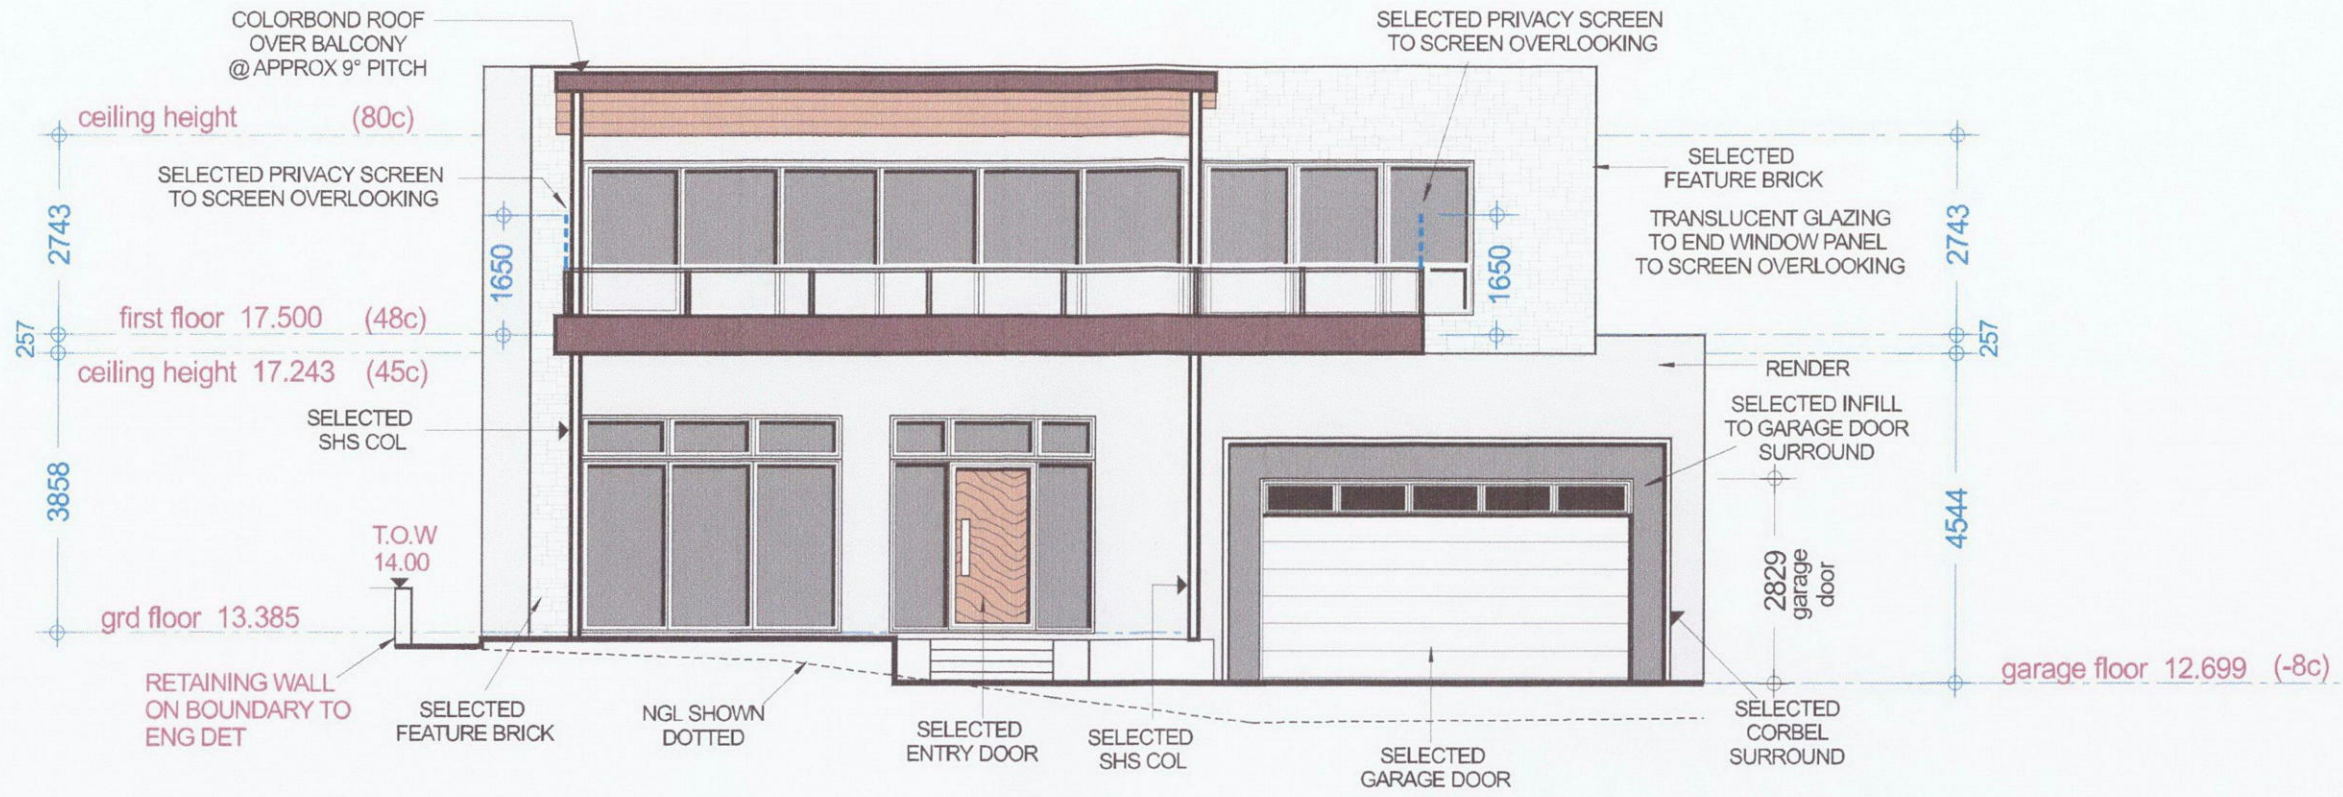 COLORBOND ROOF
OVER BALCONY
@ APPROX 9° PITCH
SELECTED PRIVACY SCREEN
TO SCREEN OVERLOOKING
ceiling height (80c)
SELECTED PRIVACY SCREEN
TO SCREEN OVERLOOKING
2743
1650
first floor 17.500 (48c)
257
ceiling height 17.243 (45c)
SELECTED
SHS COL
3858
T.O.W
14.00
grd floor 13.385
RETAINING WALL
ON BOUNDARY TO
ENG DET
SELECTED
FEATURE BRICK
NGL SHOWN
DOTTED
SELECTED
ENTRY DOOR
SELECTED
SHS COL
SELECTED
GARAGE DOOR
SELECTED
CORBEL
SURROUND
SELECTED
FEATURE BRICK
TRANSLUCENT GLAZING
TO END WINDOW PANEL
TO SCREEN OVERLOOKING
1650
2743
257
RENDER
SELECTED INFILL
TO GARAGE DOOR
SURROUND
2829
garage
door
4544
garage floor 12.699 (-8c)